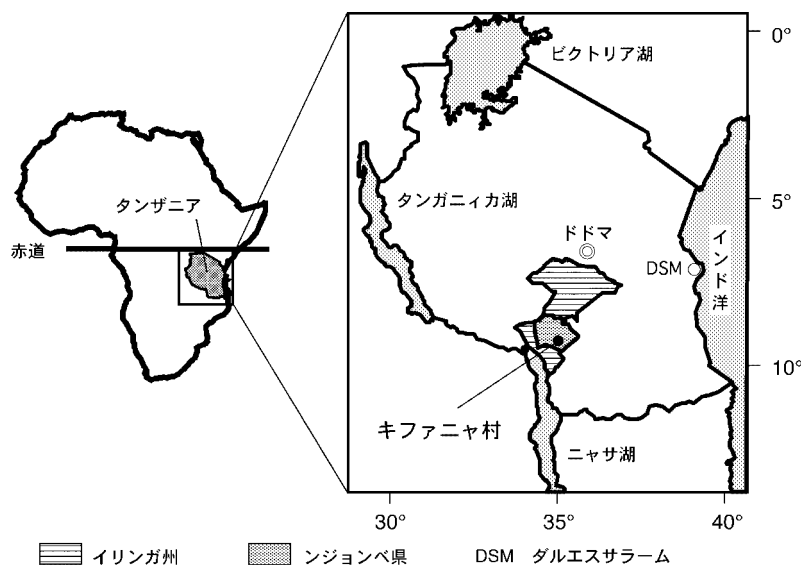 タンザニア
赤道
ビクトリア湖
タンガニィカ湖
ドドマ
DSM
インド洋
キファニャ村
ニャサ湖
0°
5°
10°
30°
35°
40°
イリンガ州
ンジョンベ県
DSM ダルエスサラーム